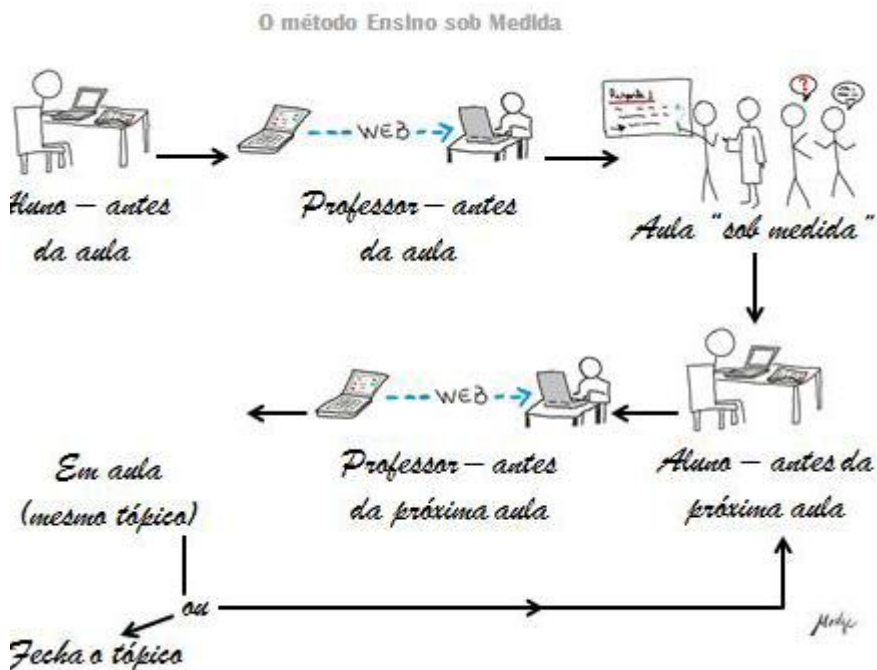 O método Ensino sob Medida
WEB
Aluno – antes
da aula
Professor – antes
da aula
Resposta
?
Aula "sob medida"
WEB
Em aula
(mesmo tópico)
Professor – antes
da próxima aula
Aluno – antes da
próxima aula
ou
Fecha o tópico